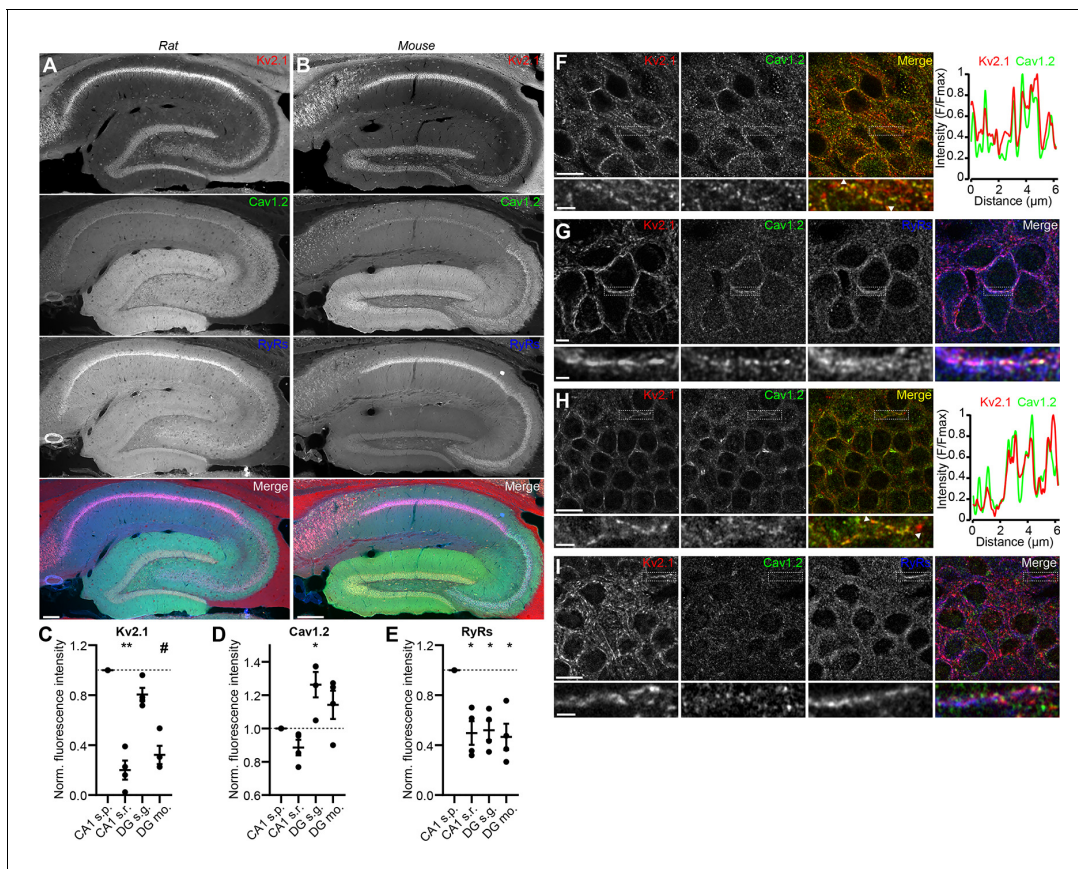 Rat
Mouse
A
Kv2.1
B
Kv2.1
Cav1.2
Cav1.2
RyRs
RyRs
Merge
Merge
C
Kv2.1
Norm. fluorescence intensity
1.2
0.8
0.4
0.0
**
#
CA1 s.p.
CA1 s.r.
DG s.g.
DG mo.
D
Cav1.2
Norm. fluorescence intensity
1.4
1.2
1.0
0.8
0.6
*
CA1 s.p.
CA1 s.r.
DG s.g.
DG mo.
E
RyRs
Norm. fluorescence intensity
1.2
0.8
0.4
0.0
* * *
CA1 s.p.
CA1 s.r.
DG s.g.
DG mo.
F
Kv2.1
Cav1.2
Merge
Kv2.1 Cav1.2
Intensity (F/Fmax)
1.0
0.8
0.6
0.4
0.2
0 2 4 6
Distance (µm)
G
Kv2.1
Cav1.2
RyRs
Merge
H
Kv2.1
Cav1.2
Merge
Kv2.1 Cav1.2
Intensity (F/Fmax)
1.0
0.8
0.6
0.4
0.2
0
0 2 4 6
Distance (µm)
I
Kv2.1
Cav1.2
RyRs
Merge